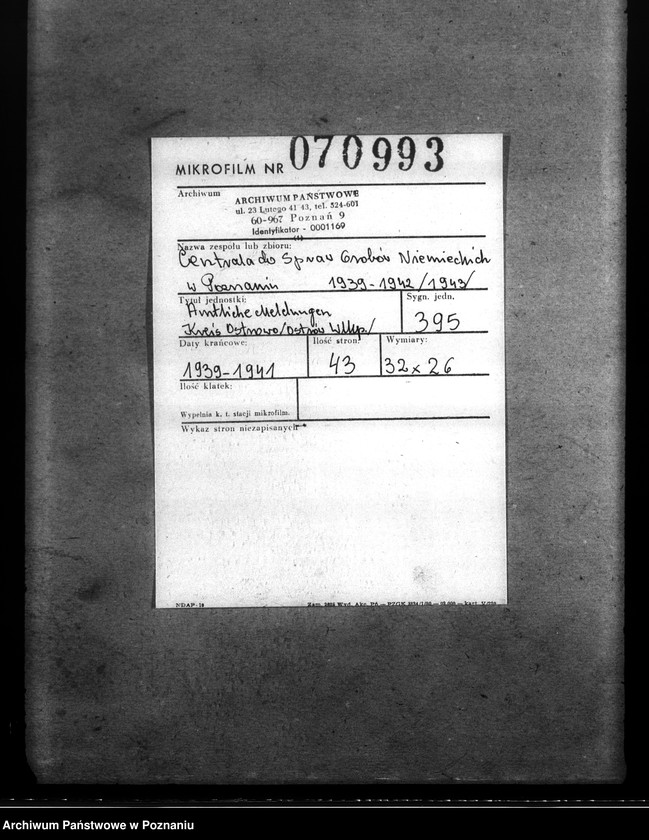 MIKROFILM NR 070993
Archiwum
ARCHIWUM PAŃSTWOWE
ul. 23 Lutego 41 43, tel. 524-601
60-967 Poznań 9
Identyfikator - 0001169
Nazwa zespołu lub zbioru:
Centrala do Spraw Grobów Niemieckich
w Poznaniu 1939-1942/1943/
Tytuł jednostki:
Sygn. jedn.
Amtliche Meldungen
395
Kreis Ostrowo/Ostrów Wlkp./
Daty krańcowe:
Ilość stron:
Wymiary:
1939-1941
43
32x26
Ilość klatek:
Wypełnia k. t. stacji mikrofilm.
Wykaz stron niezapisanych
NDAP-18
Archiwum Państwowe w Poznaniu